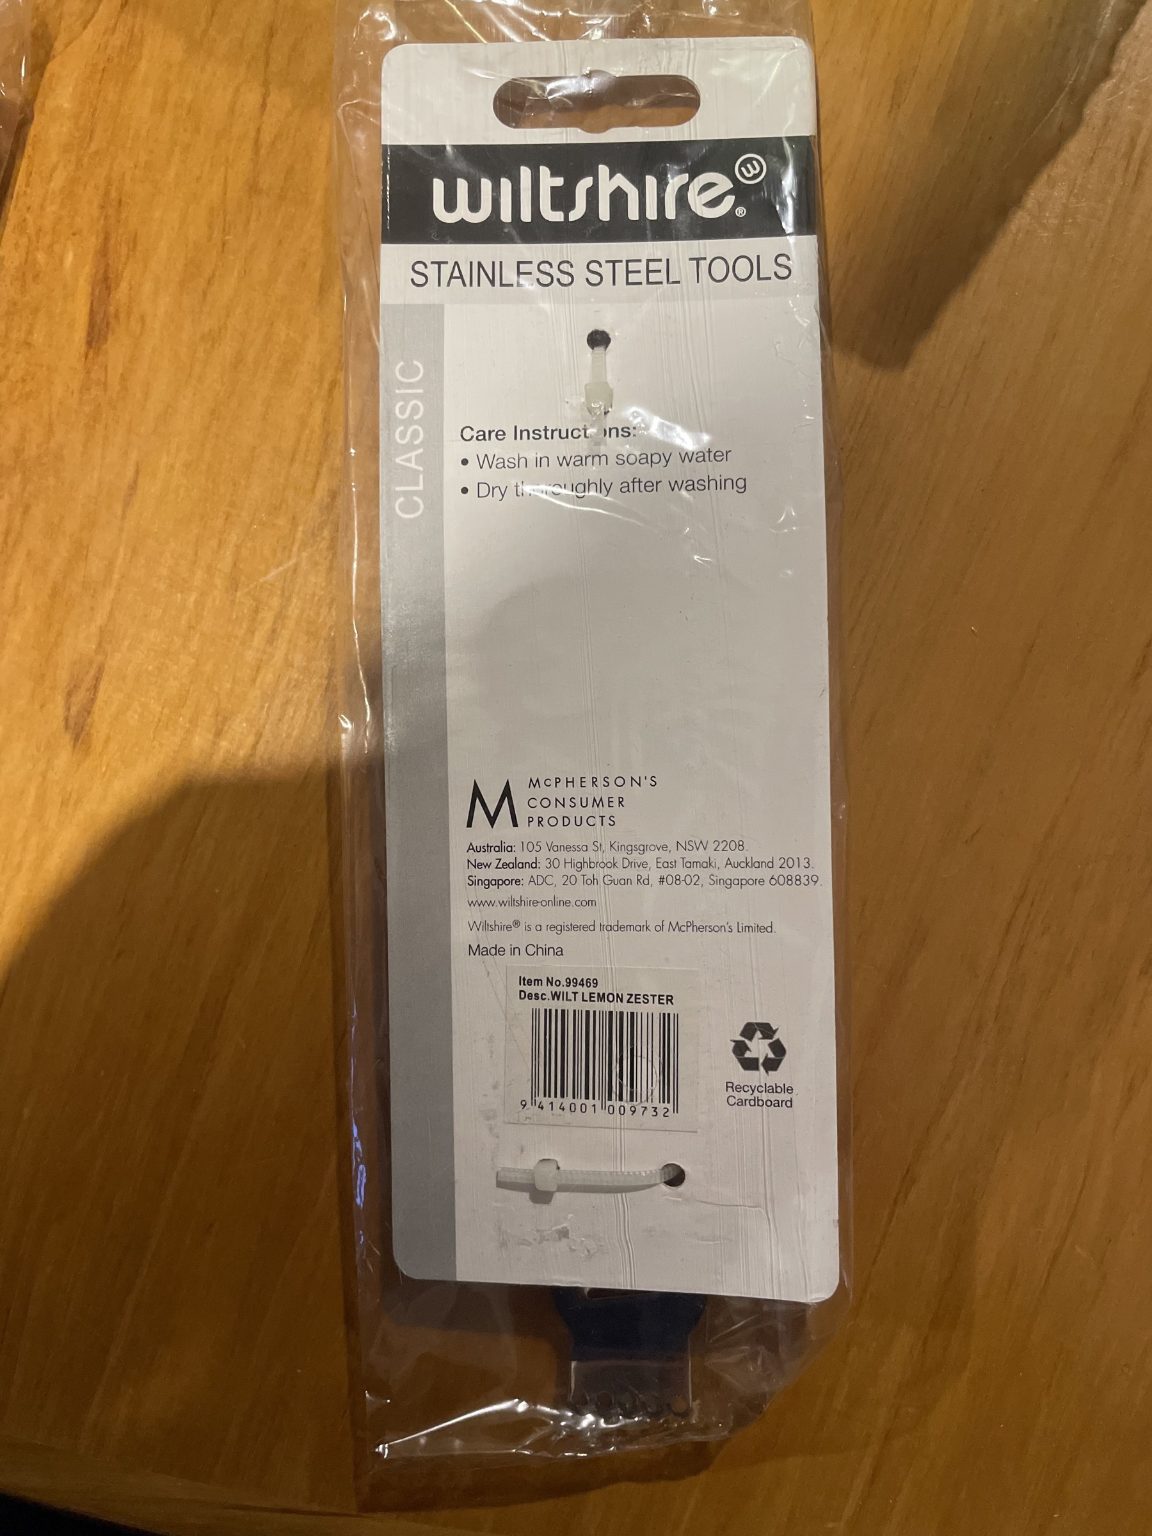 wiltshire®
STAINLESS STEEL TOOLS
CLASSIC
Care Instructions:
• Wash in warm soapy water
• Dry thoroughly after washing
M McPHERSON'S
CONSUMER
PRODUCTS
Australia: 105 Vanessa St, Kingsgrove, NSW 2208.
New Zealand: 30 Highbrook Drive, East Tamaki, Auckland 2013.
Singapore: ADC, 20 Toh Guan Rd, #08-02, Singapore 608839.
www.wiltshire-online.com
Wiltshire® is a registered trademark of McPherson's Limited.
Made in China
Item No.99469
Desc.WILT LEMON ZESTER
9 414001 009732
Recyclable
Cardboard